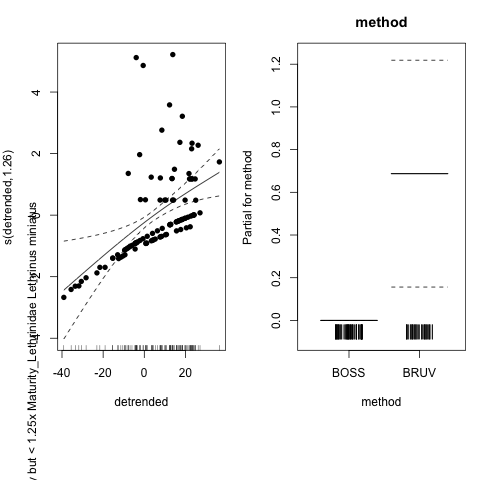 method
s(detrended,1.26)
y but < 1.25x Maturity_Lethrinidae Lethrinus miniatus
-4
-2
0
2
4
-40
-20
0
20
detrended
Partial for method
0.0
0.2
0.4
0.6
0.8
1.0
1.2
BOSS
BRUV
method